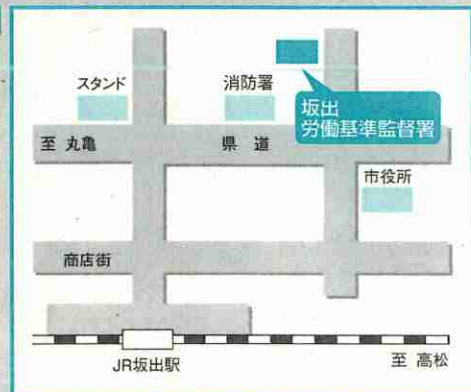 スタンド
消防署
坂出
労働基準監督署
至 丸亀
県 道
市役所
商店街
JR坂出駅
至 高松